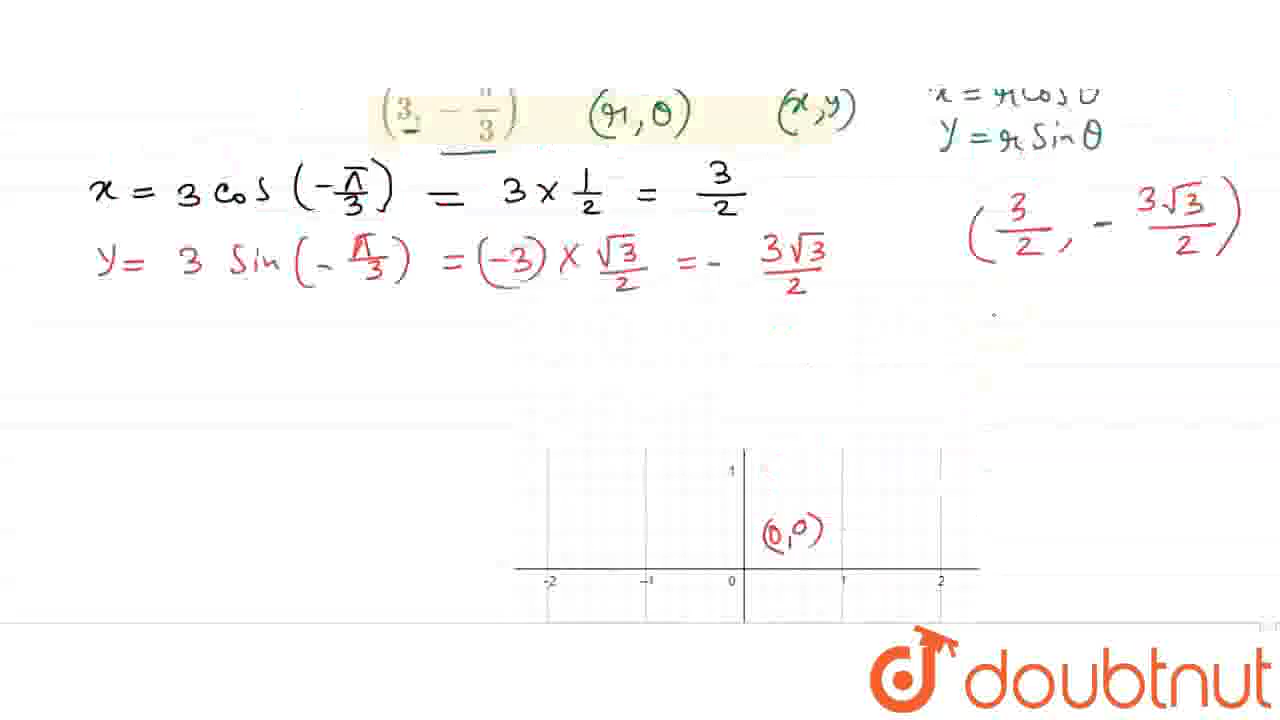 (3, −π/3) (r, θ) (x, y) x = r cos θ
y = r Sin θ
x = 3 cos (−π/3) = 3 × 1/2 = 3/2
(3/2, −3√3/2)
y = 3 Sin (−π/3) = (−3) × √3/2 = − 3√3/2
1
(0,0)
−2 −1 0 1 2
doubtnut